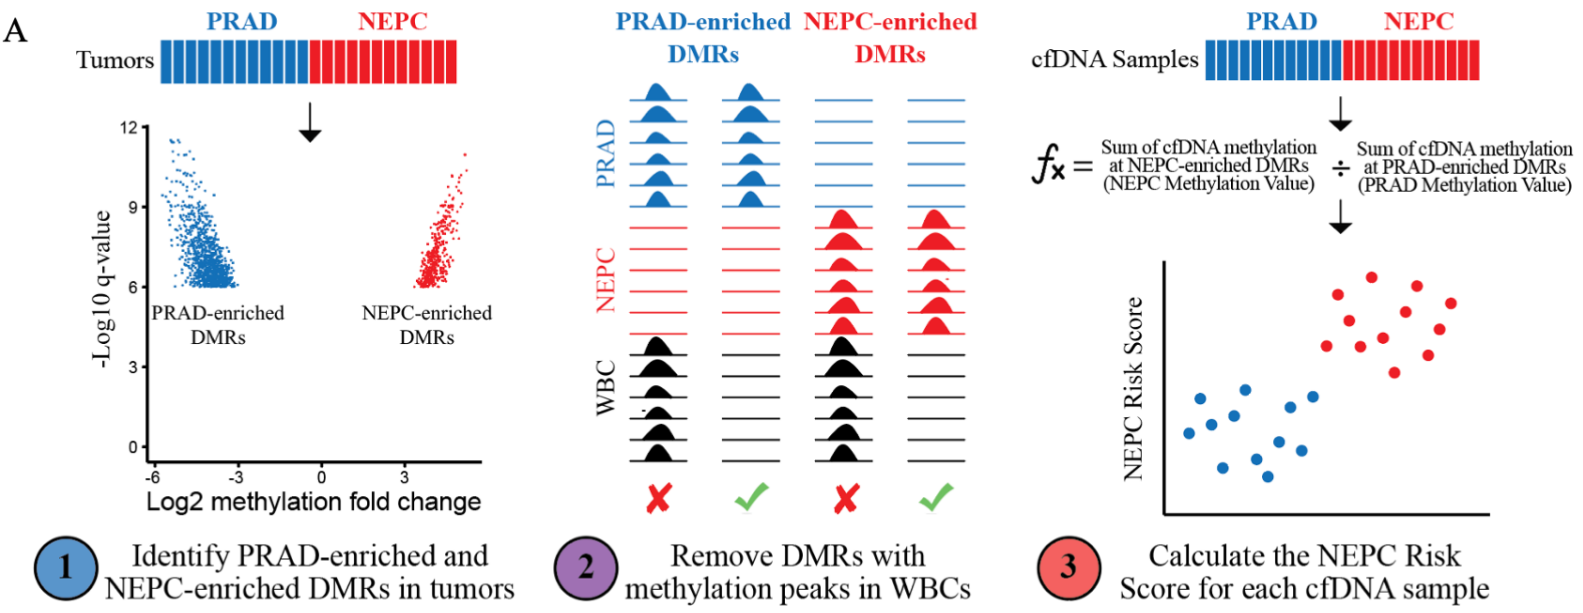 A
PRAD NEPC
Tumors
12
9
6
3
0
-Log10 q-value
PRAD-enriched
DMRs
NEPC-enriched
DMRs
-6 -3 0 3
Log2 methylation fold change
1
Identify PRAD-enriched and
NEPC-enriched DMRs in tumors
PRAD-enriched
DMRs
NEPC-enriched
DMRs
PRAD
NEPC
WBC
2
Remove DMRs with
methylation peaks in WBCs
PRAD NEPC
cfDNA Samples
fx =
Sum of cfDNA methylation
at NEPC-enriched DMRs
(NEPC Methylation Value)
÷
Sum of cfDNA methylation
at PRAD-enriched DMRs
(PRAD Methylation Value)
NEPC Risk Score
3
Calculate the NEPC Risk
Score for each cfDNA sample